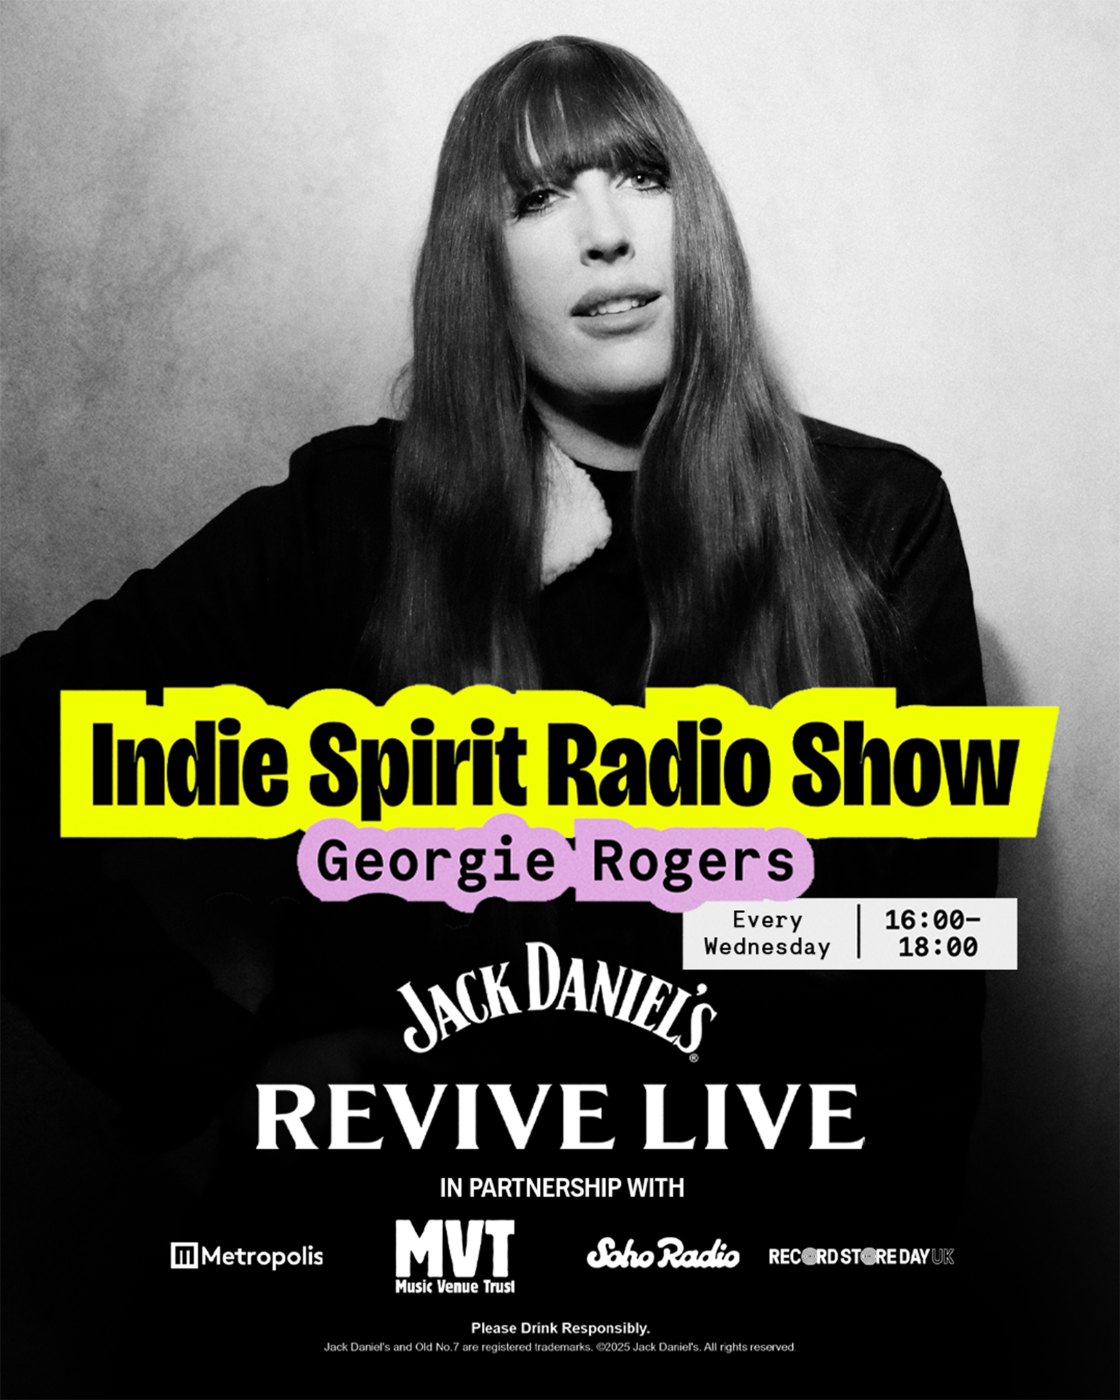 Indie Spirit Radio Show
Georgie Rogers
Every
Wednesday
16:00–
18:00
JACK DANIEL'S®
REVIVE LIVE
IN PARTNERSHIP WITH
Metropolis
MVT
Music Venue Trust
Soho Radio
RECORD STORE DAY UK
Please Drink Responsibly.
Jack Daniel's and Old No.7 are registered trademarks. ©2025 Jack Daniel's. All rights reserved